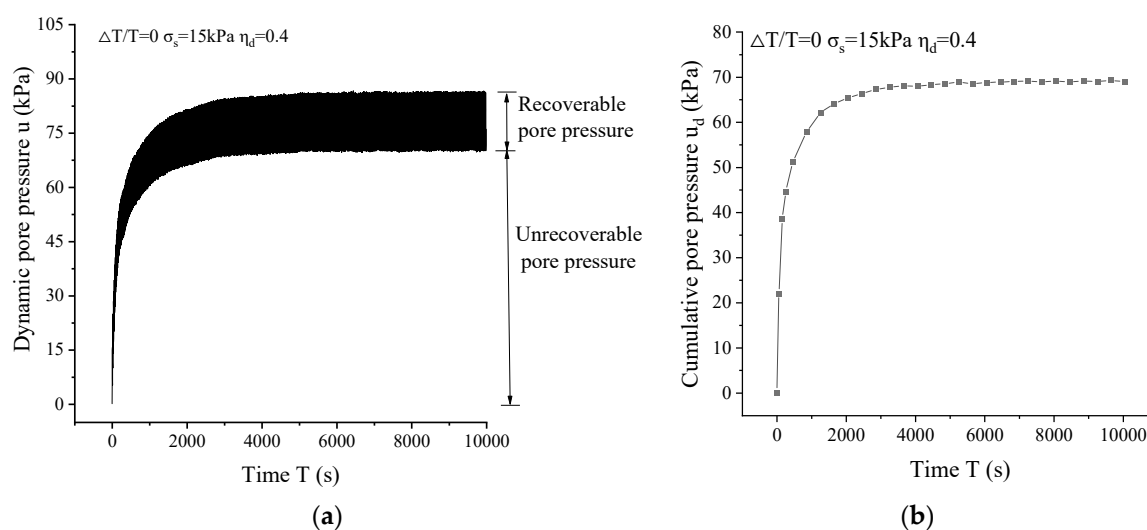 △T/T=0 σs=15kPa ηd=0.4
Dynamic pore pressure u (kPa)
105
90
75
60
45
30
15
0
Recoverable
pore pressure
Unrecoverable
pore pressure
0 2000 4000 6000 8000 10000
Time T (s)
(a)
△T/T=0 σs=15kPa ηd=0.4
Cumulative pore pressure ud (kPa)
80
70
60
50
40
30
20
10
0
0 2000 4000 6000 8000 10000
Time T (s)
(b)